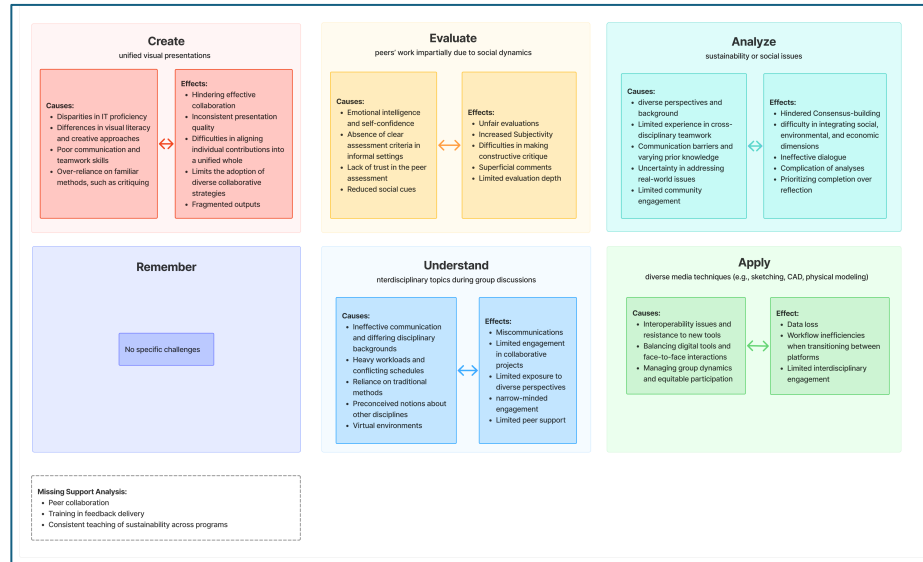 Create
unified visual presentations
Causes:
• Disparities in IT proficiency
• Differences in visual literacy
and creative approaches
• Poor communication and
teamwork skills
• Over-reliance on familiar
methods, such as critiquing
Effects:
• Hindering effective
collaboration
• Inconsistent presentation
quality
• Difficulties in aligning
individual contributions into
a unified whole
• Limits the adoption of
diverse collaborative
strategies
• Fragmented outputs
Evaluate
peers' work impartially due to social dynamics
Causes:
• Emotional intelligence
and self-confidence
• Absence of clear
assessment criteria in
informal settings
• Lack of trust in the peer
assessment
• Reduced social cues
Effects:
• Unfair evaluations
• Increased Subjectivity
• Difficulties in making
constructive critique
• Superficial comments
• Limited evaluation depth
Analyze
sustainability or social issues
Causes:
• diverse perspectives and
background
• Limited experience in cross-
disciplinary teamwork
• Communication barriers and
varying prior knowledge
• Uncertainty in addressing
real-world issues
• Limited community
engagement
Effects:
• Hindered Consensus-building
• difficulty in integrating social,
environmental, and economic
dimensions
• Ineffective dialogue
• Complication of analyses
• Prioritizing completion over
reflection
Remember
No specific challenges
Understand
nterdisciplinary topics during group discussions
Causes:
• Ineffective communication
and differing disciplinary
backgrounds
• Heavy workloads and
conflicting schedules
• Reliance on traditional
methods
• Preconceived notions about
other disciplines
• Virtual environments
Effects:
• Miscommunications
• Limited engagement
in collaborative
projects
• Limited exposure to
diverse perspectives
• narrow-minded
engagement
• Limited peer support
Apply
diverse media techniques (e.g., sketching, CAD, physical modeling)
Causes:
• Interoperability issues and
resistance to new tools
• Balancing digital tools and
face-to-face interactions
• Managing group dynamics
and equitable participation
Effect:
• Data loss
• Workflow inefficiencies
when transitioning between
platforms
• Limited interdisciplinary
engagement
Missing Support Analysis:
• Peer collaboration
• Training in feedback delivery
• Consistent teaching of sustainability across programs